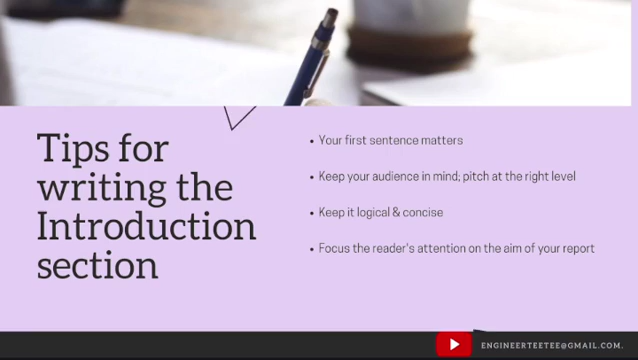 Tips for
writing the
Introduction
section
• Your first sentence matters
• Keep your audience in mind; pitch at the right level
• Keep it logical & concise
• Focus the reader's attention on the aim of your report
ENGINEERTEETEE@GMAIL.COM.